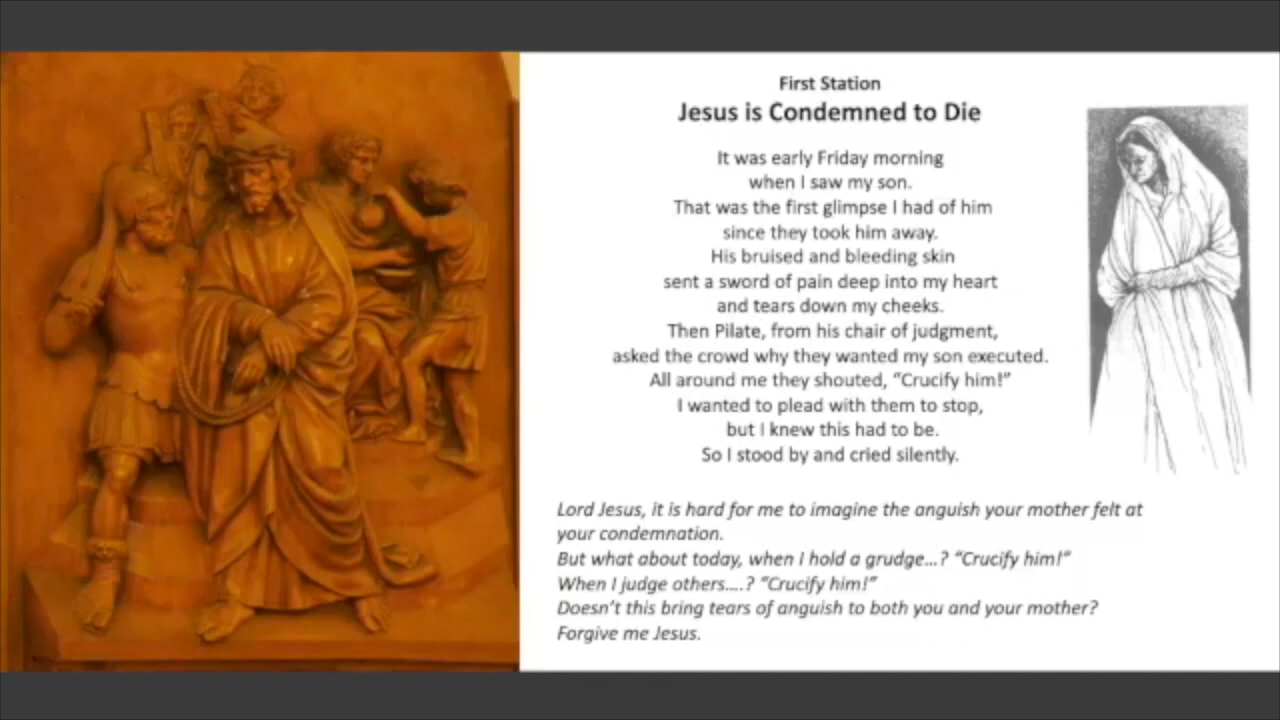 First Station
Jesus is Condemned to Die
It was early Friday morning
when I saw my son.
That was the first glimpse I had of him
since they took him away.
His bruised and bleeding skin
sent a sword of pain deep into my heart
and tears down my cheeks.
Then Pilate, from his chair of judgment,
asked the crowd why they wanted my son executed.
All around me they shouted, “Crucify him!”
I wanted to plead with them to stop,
but I knew this had to be.
So I stood by and cried silently.
Lord Jesus, it is hard for me to imagine the anguish your mother felt at
your condemnation.
But what about today, when I hold a grudge...? “Crucify him!”
When I judge others....? “Crucify him!”
Doesn’t this bring tears of anguish to both you and your mother?
Forgive me Jesus.